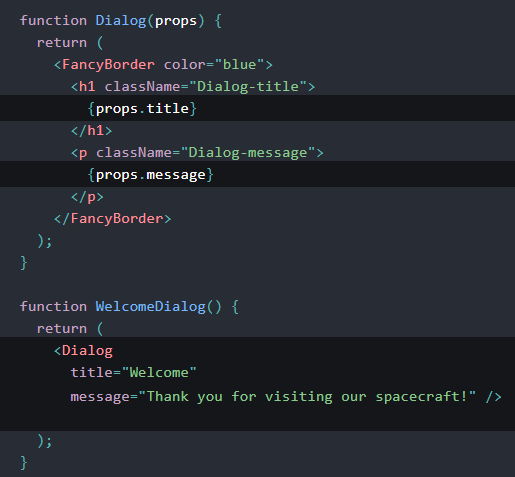 function Dialog(props) {
  return (
    <FancyBorder color="blue">
      <h1 className="Dialog-title">
        {props.title}
      </h1>
      <p className="Dialog-message">
        {props.message}
      </p>
    </FancyBorder>
  );
}

function WelcomeDialog() {
  return (
    <Dialog
      title="Welcome"
      message="Thank you for visiting our spacecraft!" />
  );
}